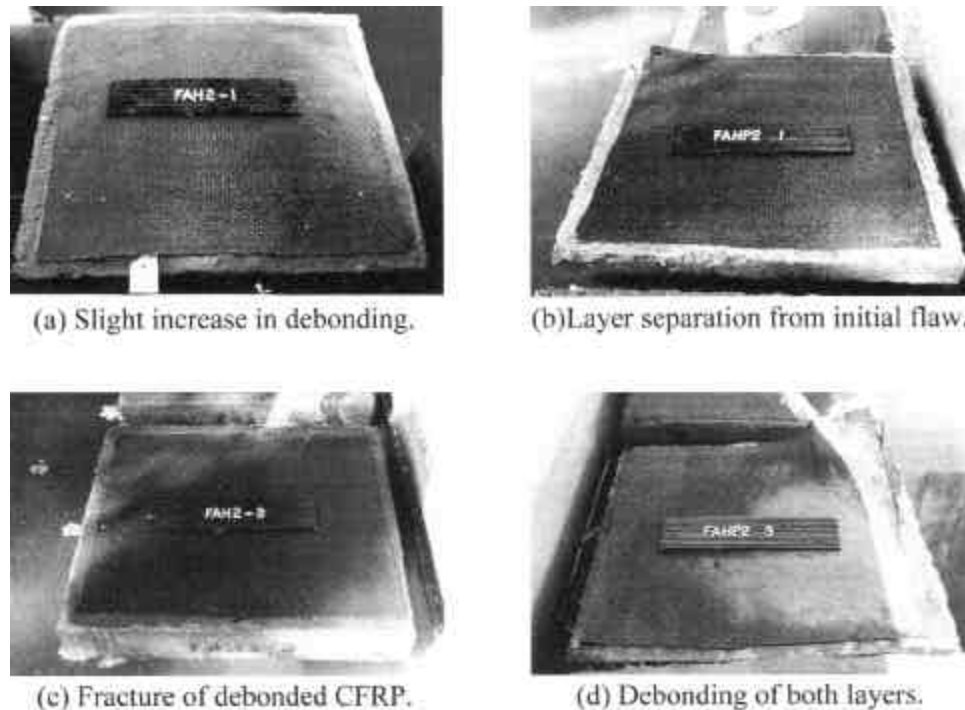 FAH2-1
FAHP2 1
(a) Slight increase in debonding.
(b)Layer separation from initial flaw.
FAH2-3
FAHP2 3
(c) Fracture of debonded CFRP.
(d) Debonding of both layers.